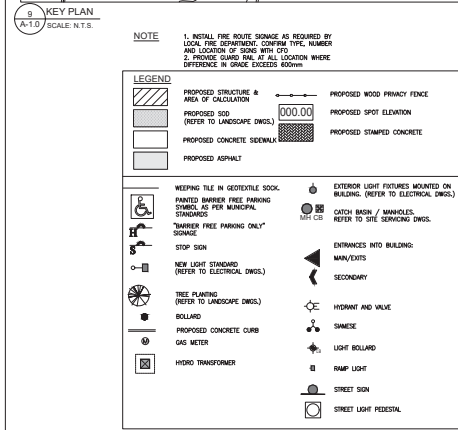 9
A-1.0
KEY PLAN
SCALE: N.T.S.
NOTE
1. INSTALL FIRE ROUTE SIGNAGE AS REQUIRED BY
LOCAL FIRE DEPARTMENT. CONFIRM TYPE, NUMBER
AND LOCATION OF SIGNS WITH CFO
2. PROVIDE GUARD RAIL AT ALL LOCATION WHERE
DIFFERENCE IN GRADE EXCEEDS 600mm
LEGEND
PROPOSED STRUCTURE &
AREA OF CALCULATION
PROPOSED SOD
(REFER TO LANDSCAPE DWGS.)
PROPOSED CONCRETE SIDEWALK
PROPOSED ASPHALT
PROPOSED WOOD PRIVACY FENCE
000.00
PROPOSED SPOT ELEVATION
PROPOSED STAMPED CONCRETE
WEEPING TILE IN GEOTEXTILE SOCK.
PAINTED BARRIER FREE PARKING
SYMBOL AS PER MUNICIPAL
STANDARDS
H
"BARRIER FREE PARKING ONLY"
SIGNAGE
S
STOP SIGN
NEW LIGHT STANDARD
(REFER TO ELECTRICAL DWGS.)
TREE PLANTING
(REFER TO LANDSCAPE DWGS.)
BOLLARD
PROPOSED CONCRETE CURB
M
GAS METER
HYDRO TRANSFORMER
EXTERIOR LIGHT FIXTURES MOUNTED ON
BUILDING. (REFER TO ELECTRICAL DWGS.)
MH CB
CATCH BASIN / MANHOLES.
REFER TO SITE SERVICING DWGS.
ENTRANCES INTO BUILDING:
MAIN/EXITS
SECONDARY
HYDRANT AND VALVE
SIAMESE
LIGHT BOLLARD
RAMP LIGHT
STREET SIGN
STREET LIGHT PEDESTAL